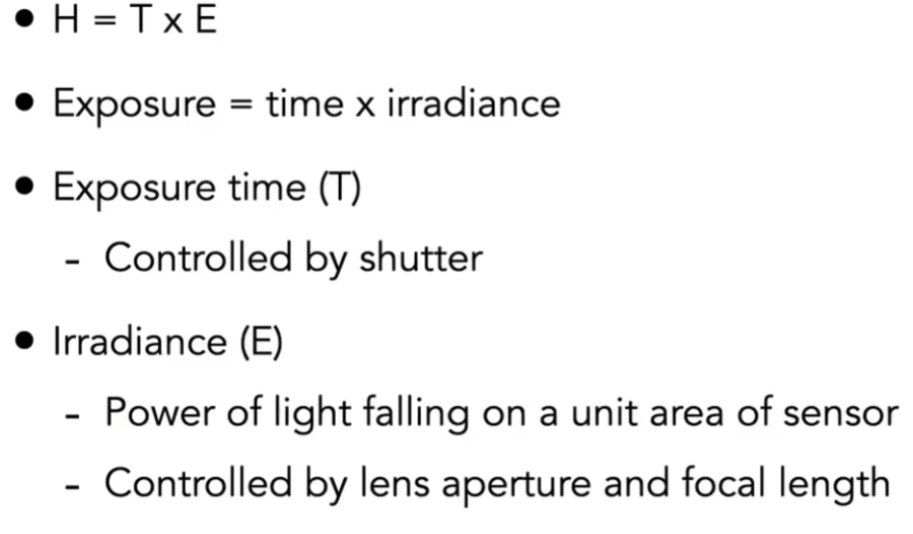 • H = T x E
• Exposure = time x irradiance
• Exposure time (T)
- Controlled by shutter
• Irradiance (E)
- Power of light falling on a unit area of sensor
- Controlled by lens aperture and focal length